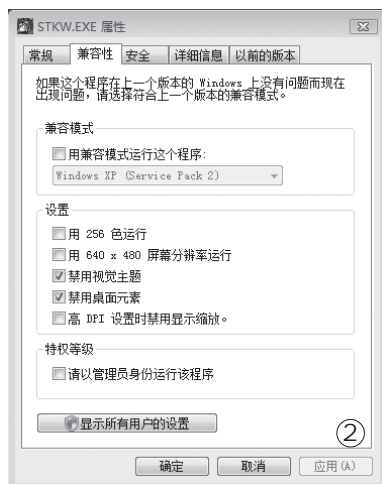 STKW.EXE 属性
常规 兼容性 安全 详细信息 以前的版本
如果这个程序在上一个版本的 Windows 上没有问题而现在
出现问题，请选择符合上一个版本的兼容模式。
兼容模式
用兼容模式运行这个程序:
Windows XP (Service Pack 2)
设置
用 256 色运行
用 640 x 480 屏幕分辨率运行
禁用视觉主题
禁用桌面元素
高 DPI 设置时禁用显示缩放。
特权等级
请以管理员身份运行该程序
显示所有用户的设置
②
确定 取消 应用(A)